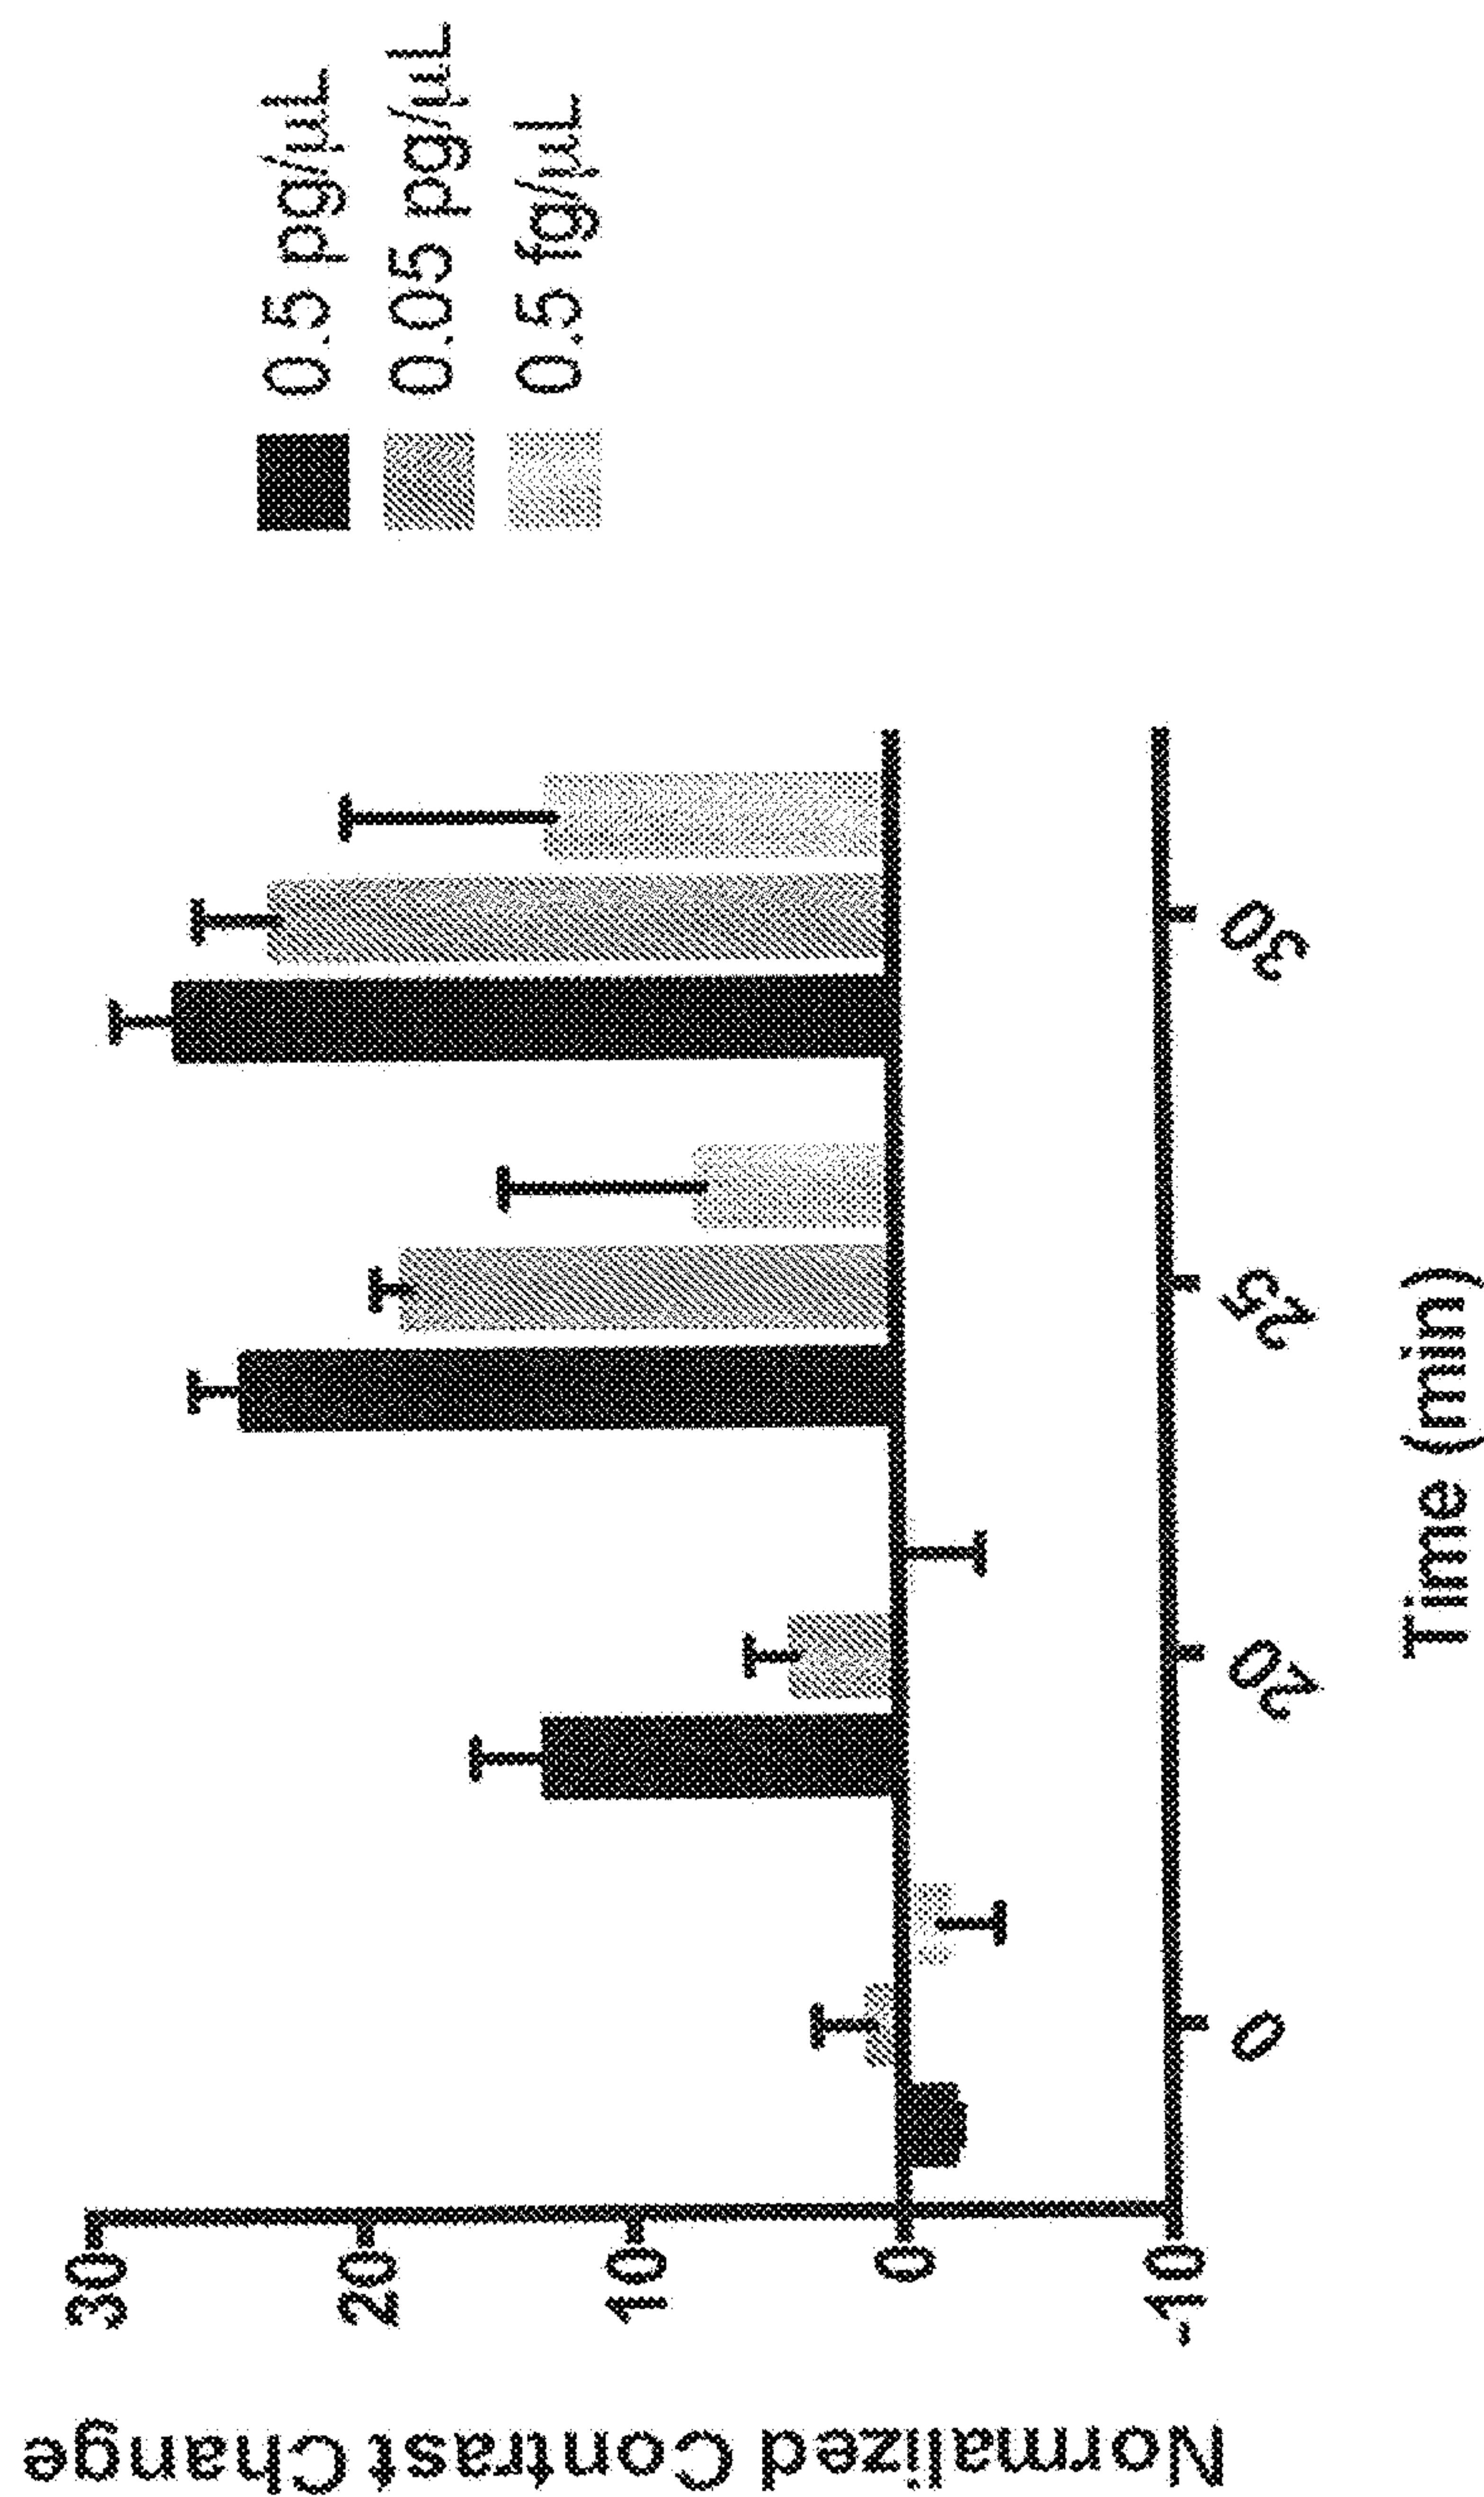 Normalized Contrast Change
30
20
10
0
-10
0
20
25
30
Time (min)
0.5 pg/µL
0.05 pg/µL
0.5 fg/µL